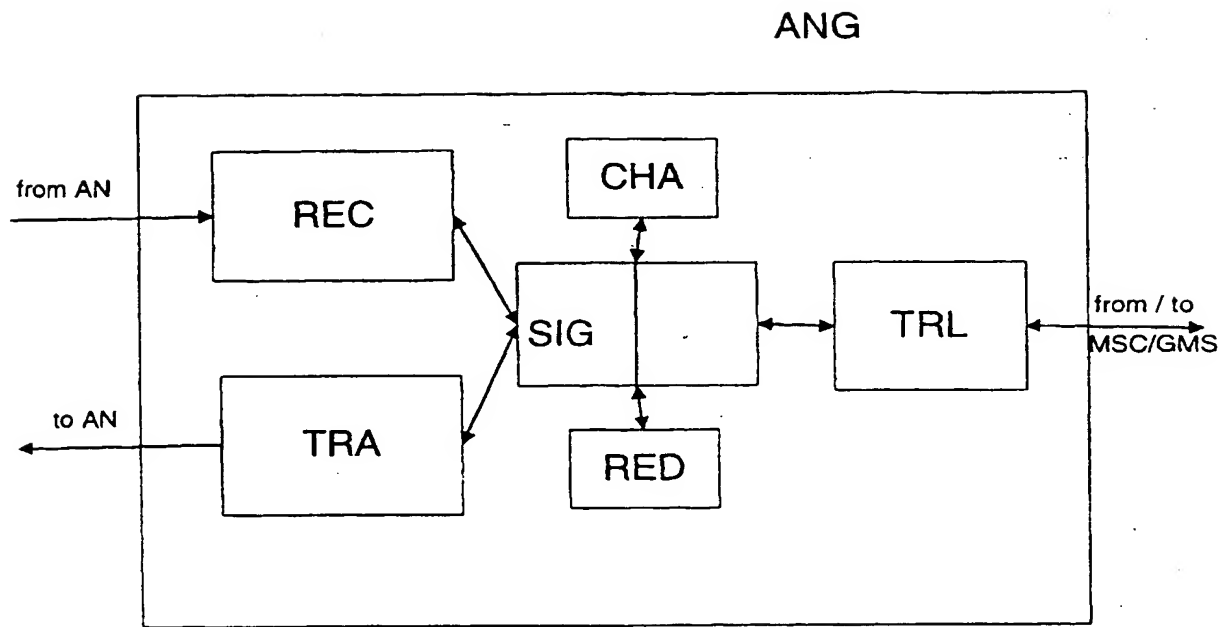 ANG
from AN
REC
CHA
SIG
TRL
from / to
MSC/GMS
to AN
TRA
RED